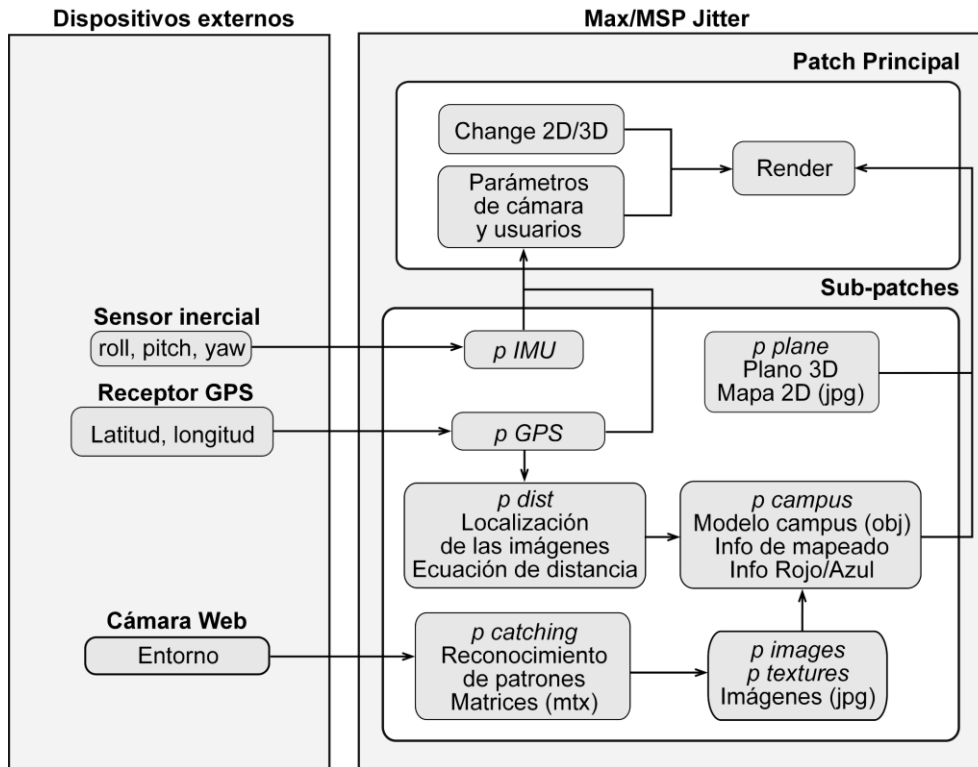 Dispositivos externos
Max/MSP Jitter
Patch Principal
Change 2D/3D
Parámetros
de cámara
y usuarios
Render
Sub-patches
Sensor inercial
roll, pitch, yaw
p IMU
p plane
Plano 3D
Mapa 2D (jpg)
Receptor GPS
Latitud, longitud
p GPS
p dist
Localización
de las imágenes
Ecuación de distancia
p campus
Modelo campus (obj)
Info de mapeado
Info Rojo/Azul
Cámara Web
Entorno
p catching
Reconocimiento
de patrones
Matrices (mtx)
p images
p textures
Imágenes (jpg)